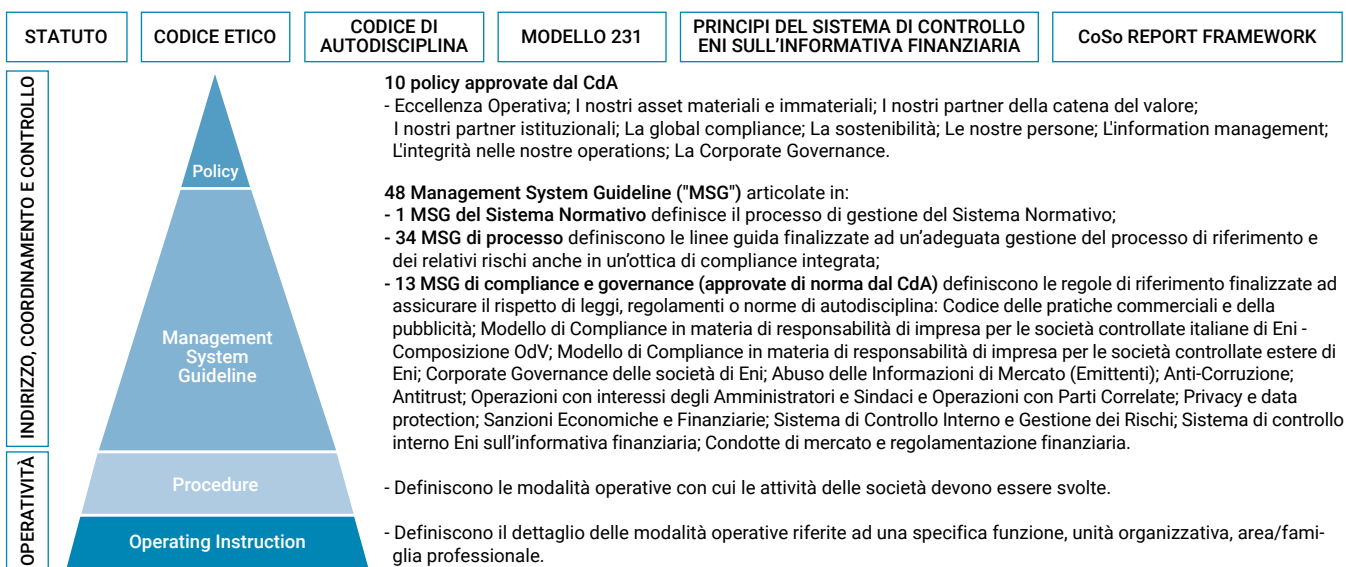 STATUTO
CODICE ETICO
CODICE DI
AUTODISCIPLINA
MODELLO 231
PRINCIPI DEL SISTEMA DI CONTROLLO
ENI SULL'INFORMATIVA FINANZIARIA
CoSo REPORT FRAMEWORK
INDIRIZZO, COORDINAMENTO E CONTROLLO
Policy
10 policy approvate dal CdA
- Eccellenza Operativa; I nostri asset materiali e immateriali; I nostri partner della catena del valore;
I nostri partner istituzionali; La global compliance; La sostenibilità; Le nostre persone; L'information management;
L'integrità nelle nostre operations; La Corporate Governance.
Management
System
Guideline
48 Management System Guideline ("MSG") articolate in:
- 1 MSG del Sistema Normativo definisce il processo di gestione del Sistema Normativo;
- 34 MSG di processo definiscono le linee guida finalizzate ad un'adeguata gestione del processo di riferimento e
dei relativi rischi anche in un'ottica di compliance integrata;
- 13 MSG di compliance e governance (approvate di norma dal CdA) definiscono le regole di riferimento finalizzate ad
assicurare il rispetto di leggi, regolamenti o norme di autodisciplina: Codice delle pratiche commerciali e della
pubblicità; Modello di Compliance in materia di responsabilità di impresa per le società controllate italiane di Eni -
Composizione OdV; Modello di Compliance in materia di responsabilità di impresa per le società controllate estere di
Eni; Corporate Governance delle società di Eni; Abuso delle Informazioni di Mercato (Emittenti); Anti-Corruzione;
Antitrust; Operazioni con interessi degli Amministratori e Sindaci e Operazioni con Parti Correlate; Privacy e data
protection; Sanzioni Economiche e Finanziarie; Sistema di Controllo Interno e Gestione dei Rischi; Sistema di controllo
interno Eni sull'informativa finanziaria; Condotte di mercato e regolamentazione finanziaria.
OPERATIVITÀ
Procedure
- Definiscono le modalità operative con cui le attività delle società devono essere svolte.
Operating Instruction
- Definiscono il dettaglio delle modalità operative riferite ad una specifica funzione, unità organizzativa, area/fami-
glia professionale.